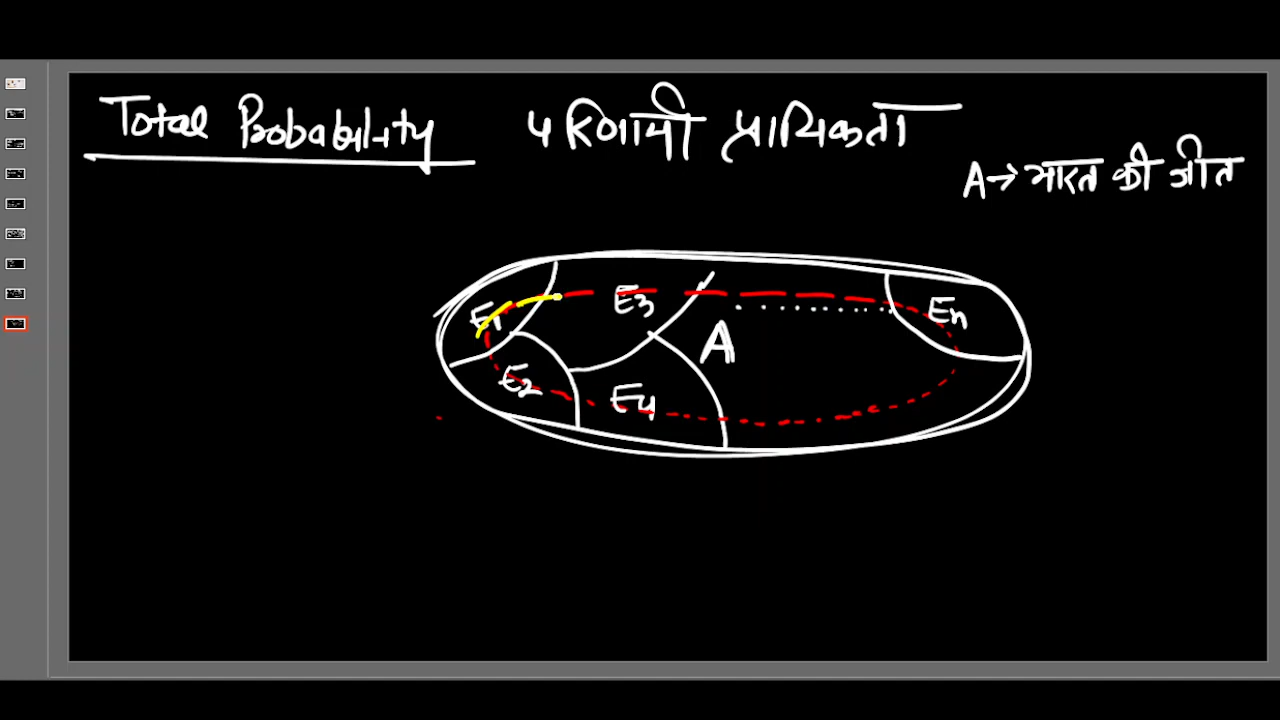 Total Probability परिणामी प्रायिकता
A→ भारत की जीत
E1 E3 En
A
E2 E4